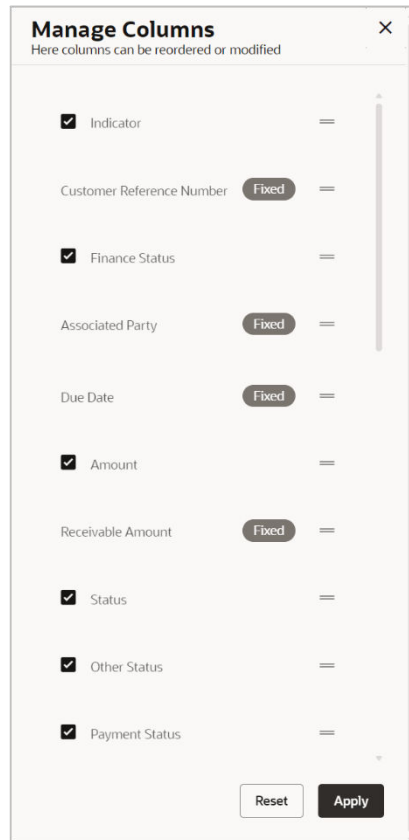 Manage Columns
Here columns can be reordered or modified
Indicator
Customer Reference Number Fixed
Finance Status
Associated Party Fixed
Due Date Fixed
Amount
Receivable Amount Fixed
Status
Other Status
Payment Status
Reset Apply